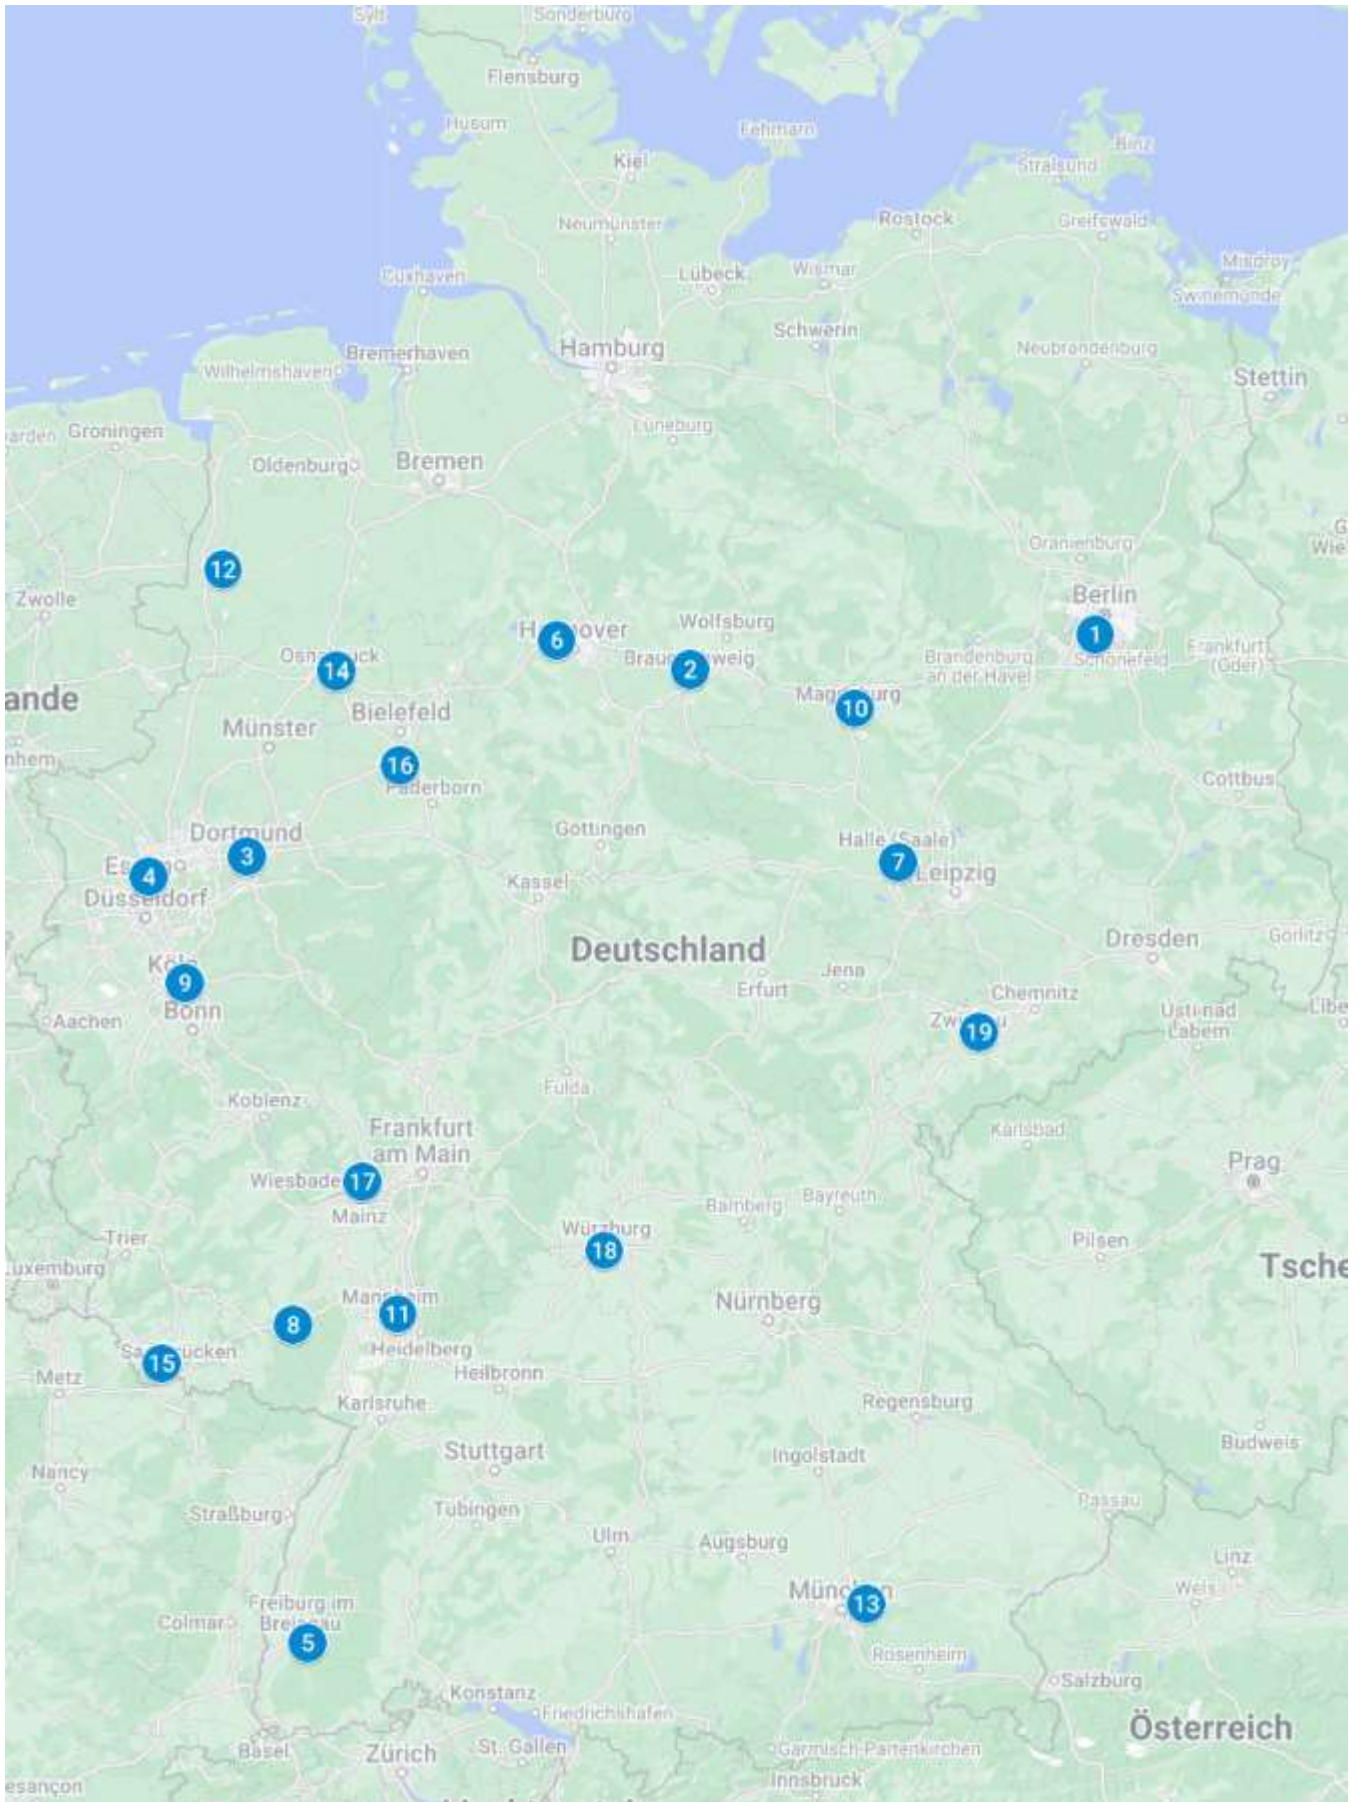 Sylt
Sonderburg
Flensburg
Husum
Fehmarn
Binz
Kiel
Stralsund
Neumünster
Rostock
Greifswald
Cuxhaven
Lübeck
Wismar
Misdroy
Swinemünde
Schwerin
Hamburg
Bremerhaven
Wilhelmshaven
Neubrandenburg
Stettin
Lüneburg
arden
Groningen
Oldenburg
Bremen
G
Wie
Oranienburg
12
Berlin
Zwolle
1
Schönefeld
6
Wolfsburg
2
Brandenburg
an der Havel
Frankfurt
(Oder)
14
10
ande
Bielefeld
Münster
nhem
16
Paderborn
Cottbus
Dortmund
3
Göttingen
Halle (Saale)
7
Leipzig
4
Düsseldorf
Kassel
Deutschland
Dresden
Görlitz
9
Bonn
Jena
Erfurt
Chemnitz
Aachen
19
Usti nad
Labem
Libe
Fulda
Koblenz
Frankfurt
am Main
Karlsbad
Prag
17
Mainz
Bamberg
Bayreuth
Trier
18
Pilsen
uxemburg
Tsche
8
11
Nürnberg
15
Heidelberg
Metz
Heilbronn
Karlsruhe
Regensburg
Stuttgart
Ingolstadt
Budweis
Nancy
Straßburg
Tübingen
Passau
Ulm
Augsburg
Linz
Wels
13
Freiburg im
5
Colmar
Rosenheim
Salzburg
Konstanz
Friedrichshafen
Österreich
Basel
Zürich
St. Gallen
Garmisch-Partenkirchen
esançon
Innsbruck